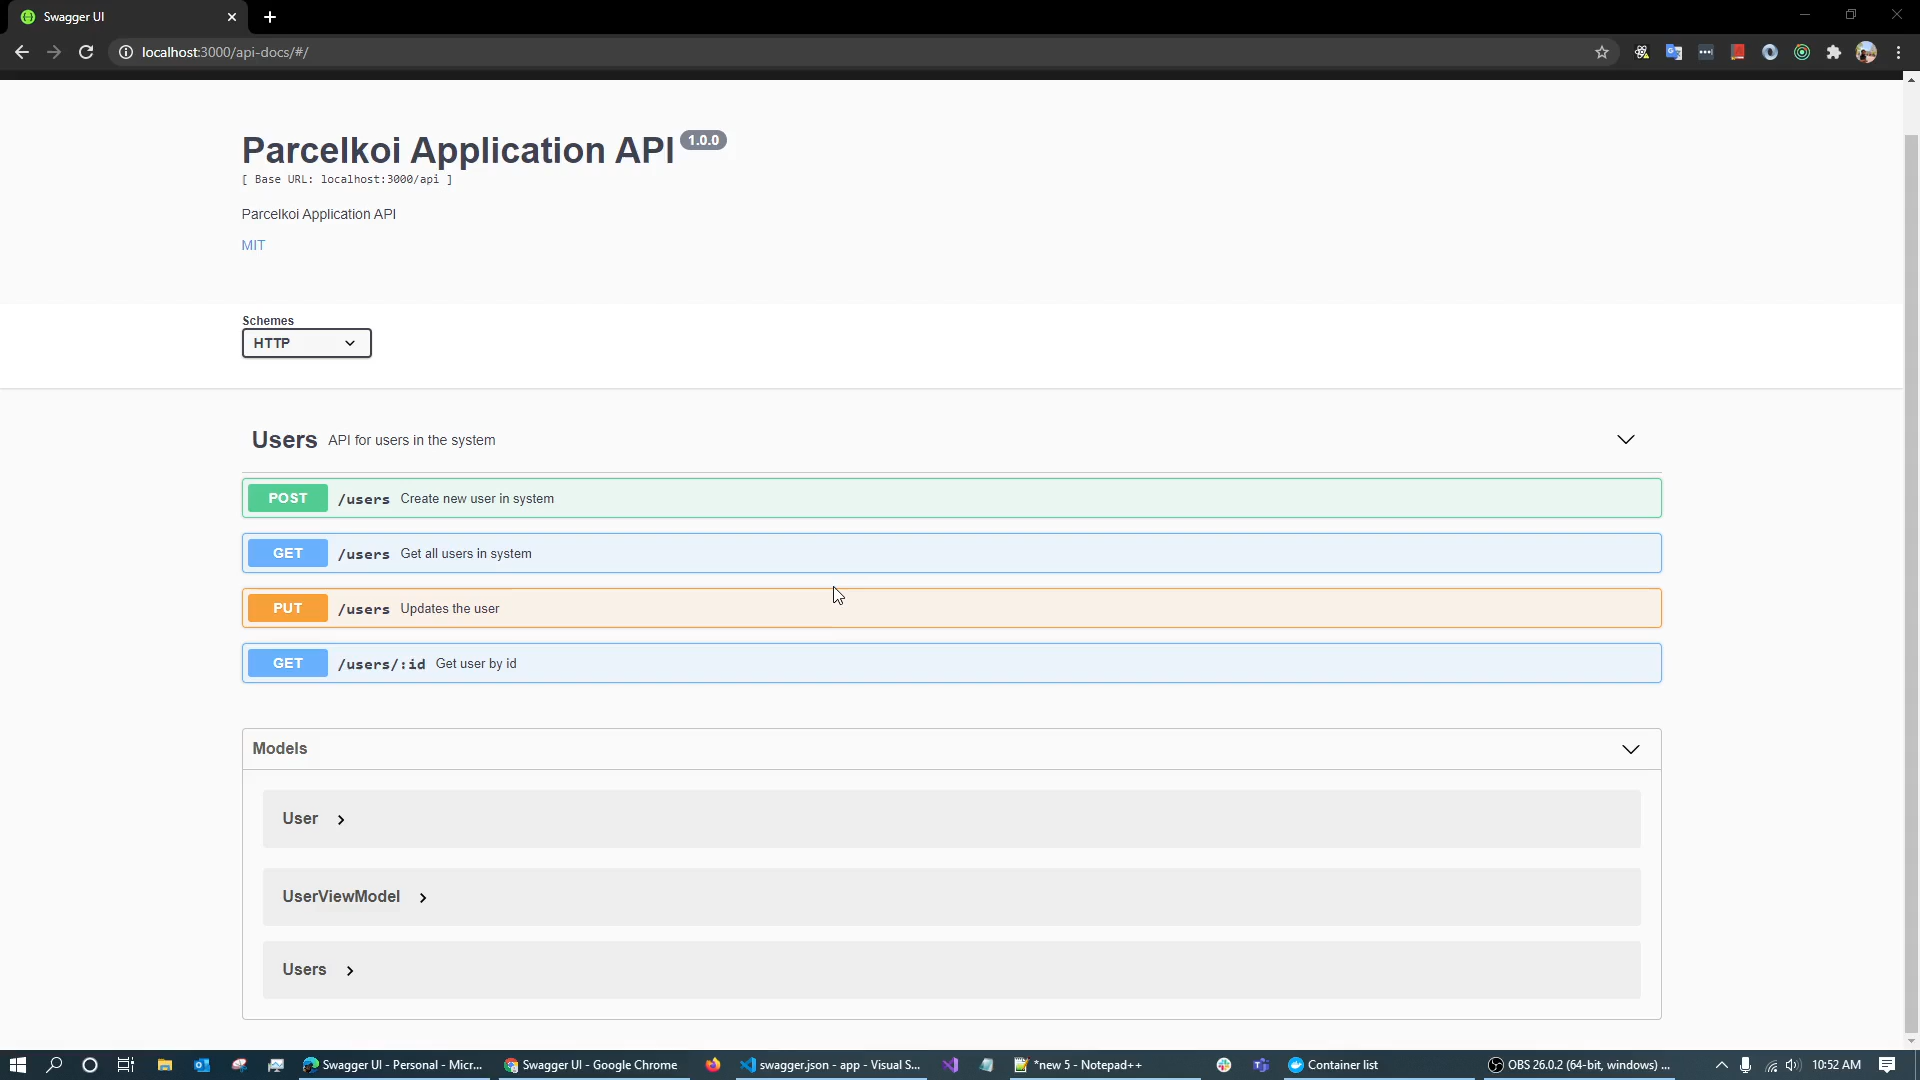 Swagger UI
localhost:3000/api-docs/#/
Parcelkoi Application API 1.0.0
[ Base URL: localhost:3000/api ]
Parcelkoi Application API
MIT
Schemes
HTTP
Users API for users in the system
POST /users Create new user in system
GET /users Get all users in system
PUT /users Updates the user
GET /users/:id Get user by id
Models
User
UserViewModel
Users
Swagger UI - Personal - Micr... Swagger UI - Google Chrome swagger.json - app - Visual S... *new 5 - Notepad++ Container list OBS 26.0.2 (64-bit, windows) ... 10:52 AM